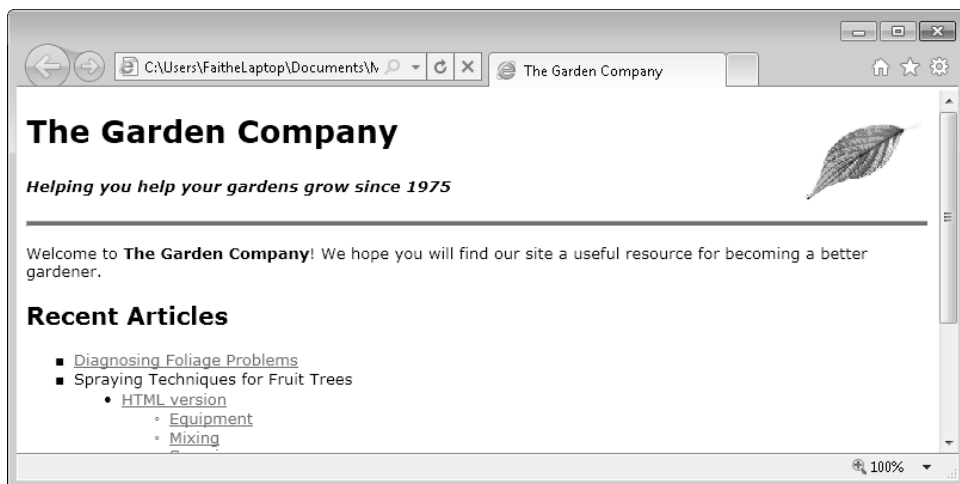 C:\Users\FaitheLaptop\Documents\
The Garden Company
The Garden Company
Helping you help your gardens grow since 1975
Welcome to The Garden Company! We hope you will find our site a useful resource for becoming a better
gardener.
Recent Articles
Diagnosing Foliage Problems
Spraying Techniques for Fruit Trees
HTML version
Equipment
Mixing
100%